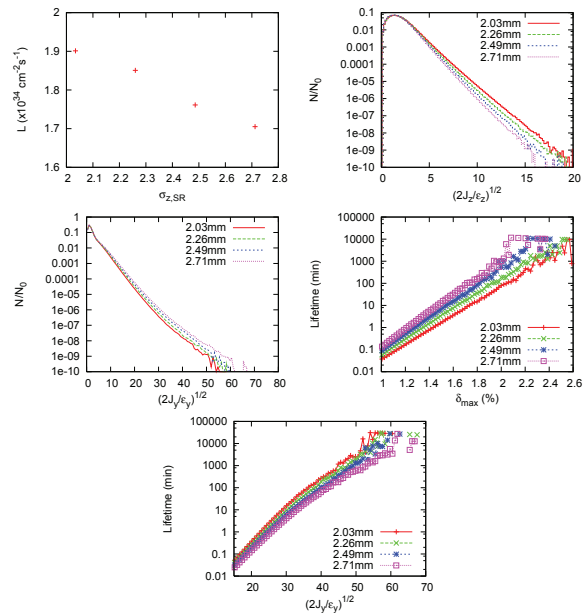 L (x10^34 cm^-2 s^-1)
2
1.9
1.8
1.7
1.6
2 2.1 2.2 2.3 2.4 2.5 2.6 2.7 2.8
σz,SR
N/N0
0.1
0.01
0.001
0.0001
1e-05
1e-06
1e-07
1e-08
1e-09
1e-10
0 5 10 15 20
(2Jz/εz)^1/2
2.03mm
2.26mm
2.49mm
2.71mm
N/N0
1
0.1
0.01
0.001
0.0001
1e-05
1e-06
1e-07
1e-08
1e-09
1e-10
0 10 20 30 40 50 60 70 80
(2Jy/εy)^1/2
2.03mm
2.26mm
2.49mm
2.71mm
Lifetime (min)
100000
10000
1000
100
10
1
0.1
0.01
1 1.2 1.4 1.6 1.8 2 2.2 2.4 2.6
δmax (%)
2.03mm
2.26mm
2.49mm
2.71mm
Lifetime (min)
100000
10000
1000
100
10
1
0.1
0.01
20 30 40 50 60 70
(2Jy/εy)^1/2
2.03mm
2.26mm
2.49mm
2.71mm